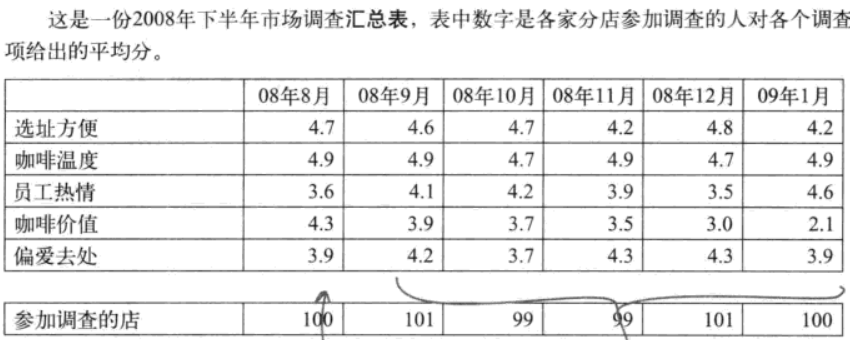 这是一份2008年下半年市场调查汇总表，表中数字是各家分店参加调查的人对各个调查
项给出的平均分。
08年8月 08年9月 08年10月 08年11月 08年12月 09年1月
选址方便 4.7 4.6 4.7 4.2 4.8 4.2
咖啡温度 4.9 4.9 4.7 4.9 4.7 4.9
员工热情 3.6 4.1 4.2 3.9 3.5 4.6
咖啡价值 4.3 3.9 3.7 3.5 3.0 2.1
偏爱去处 3.9 4.2 3.7 4.3 4.3 3.9
参加调查的店 100 101 99 99 101 100